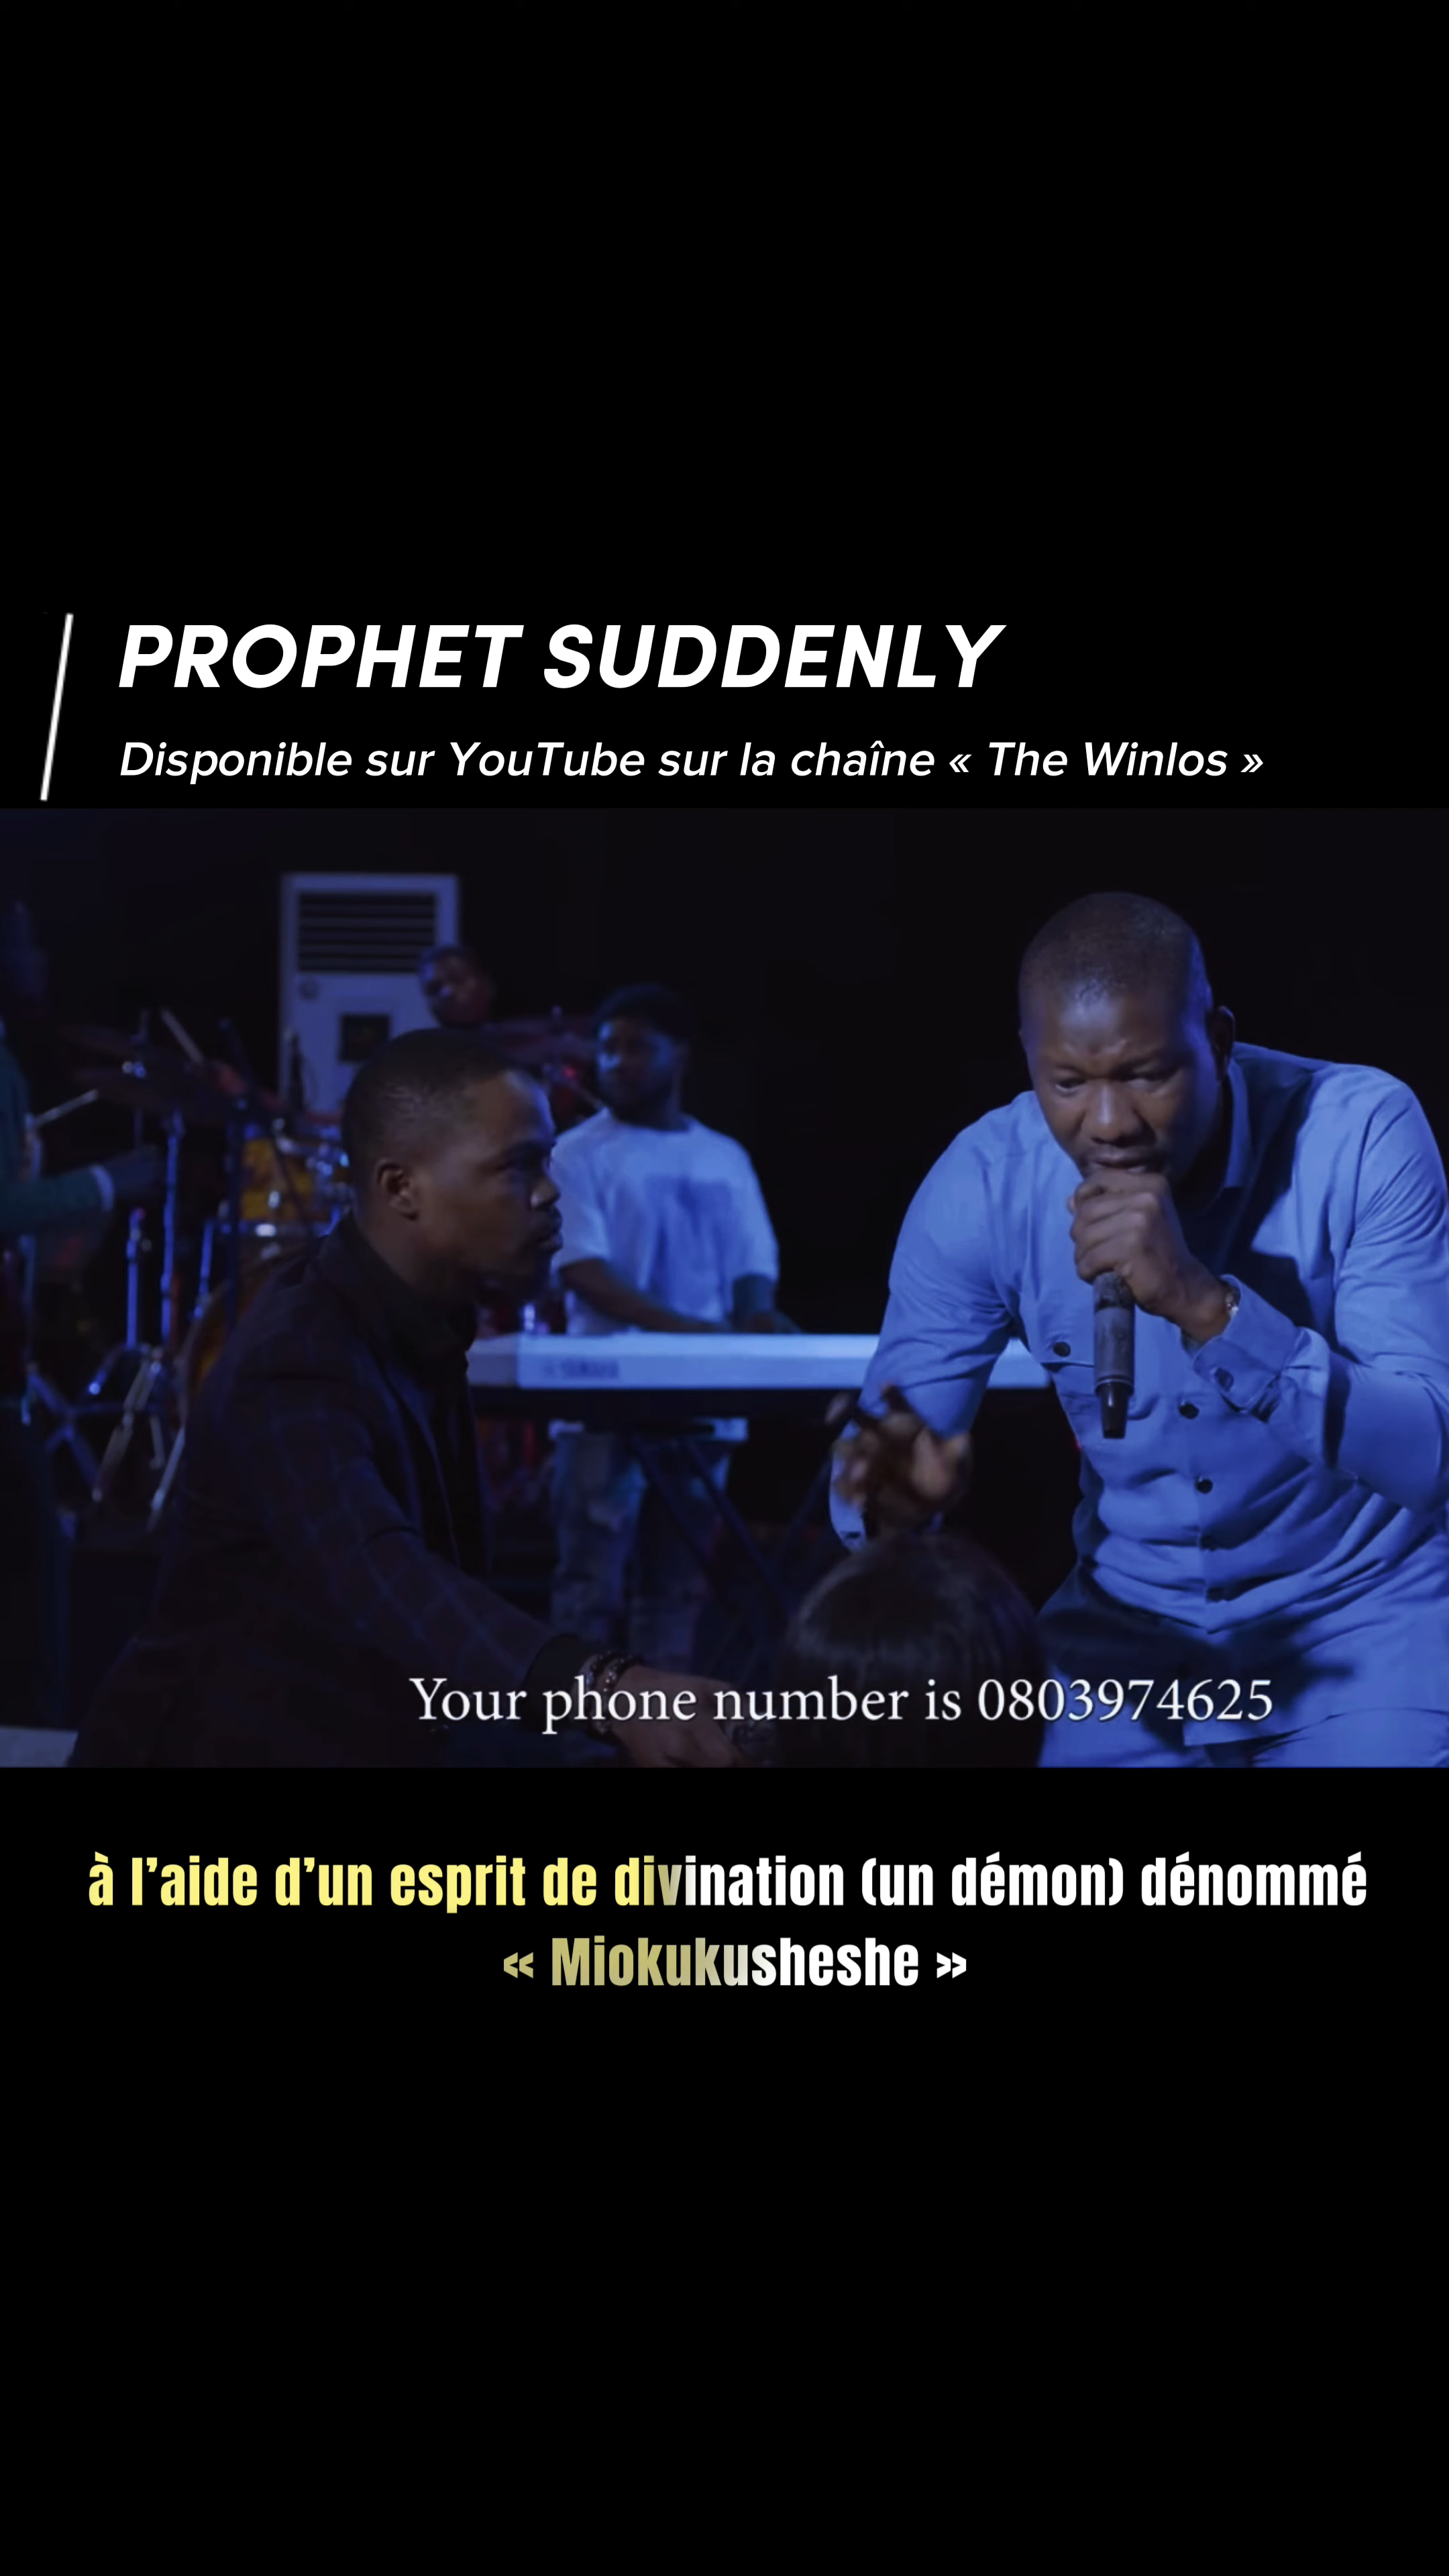 PROPHET SUDDENLY
Disponible sur YouTube sur la chaîne « The Winlos »
Your phone number is 0803974625
à l’aide d’un esprit de divination (un démon) dénommé
« Miokukusheshe »